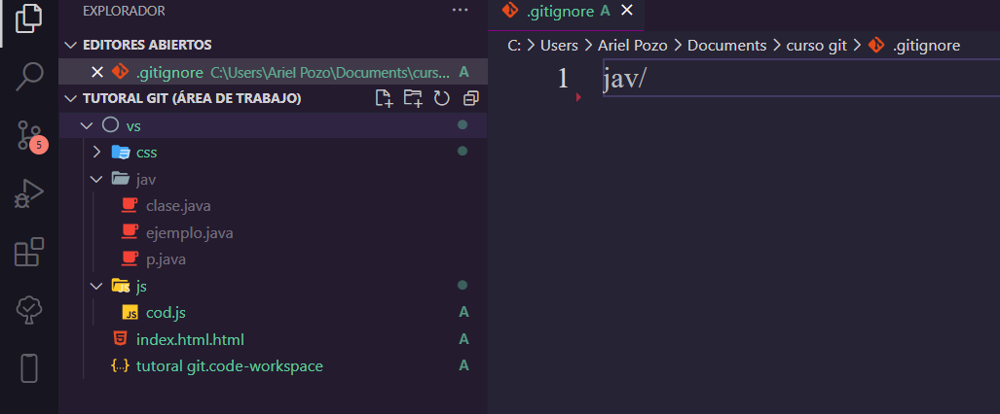 EXPLORADOR ...
EDITORES ABIERTOS
.gitignore C:\Users\Ariel Pozo\Documents\curs... A
TUTORAL GIT (ÁREA DE TRABAJO)
vs
css
jav
clase.java
ejemplo.java
p.java
js
JS cod.js A
index.html.html A
{..} tutoral git.code-workspace A
5
.gitignore A
C: > Users > Ariel Pozo > Documents > curso git > .gitignore
1 jav/